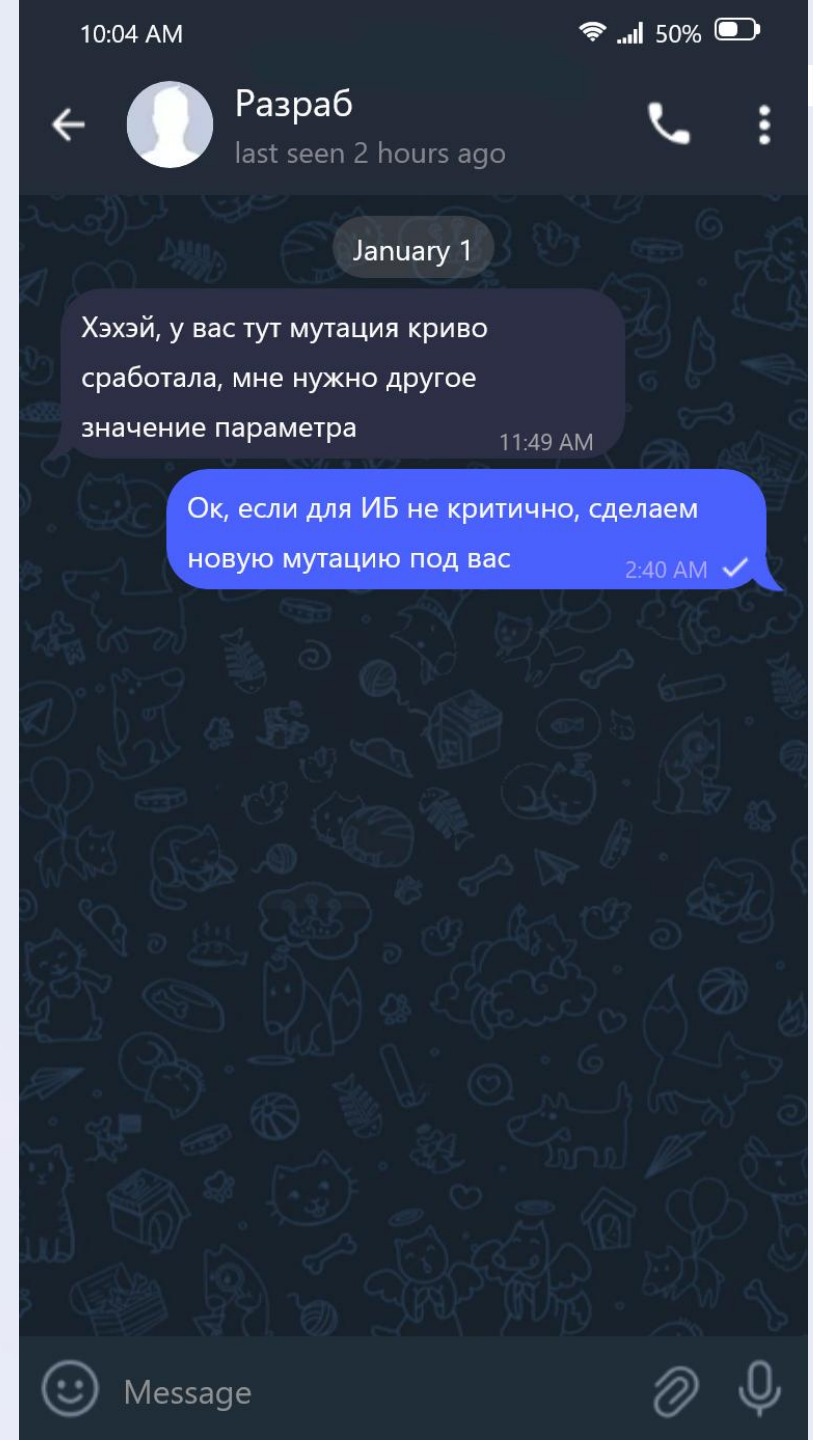 10:04 AM 50%
Разраб
last seen 2 hours ago
January 1
Хэхэй, у вас тут мутация криво
сработала, мне нужно другое
значение параметра
11:49 AM
Ок, если для ИБ не критично, сделаем
новую мутацию под вас
2:40 AM
Message